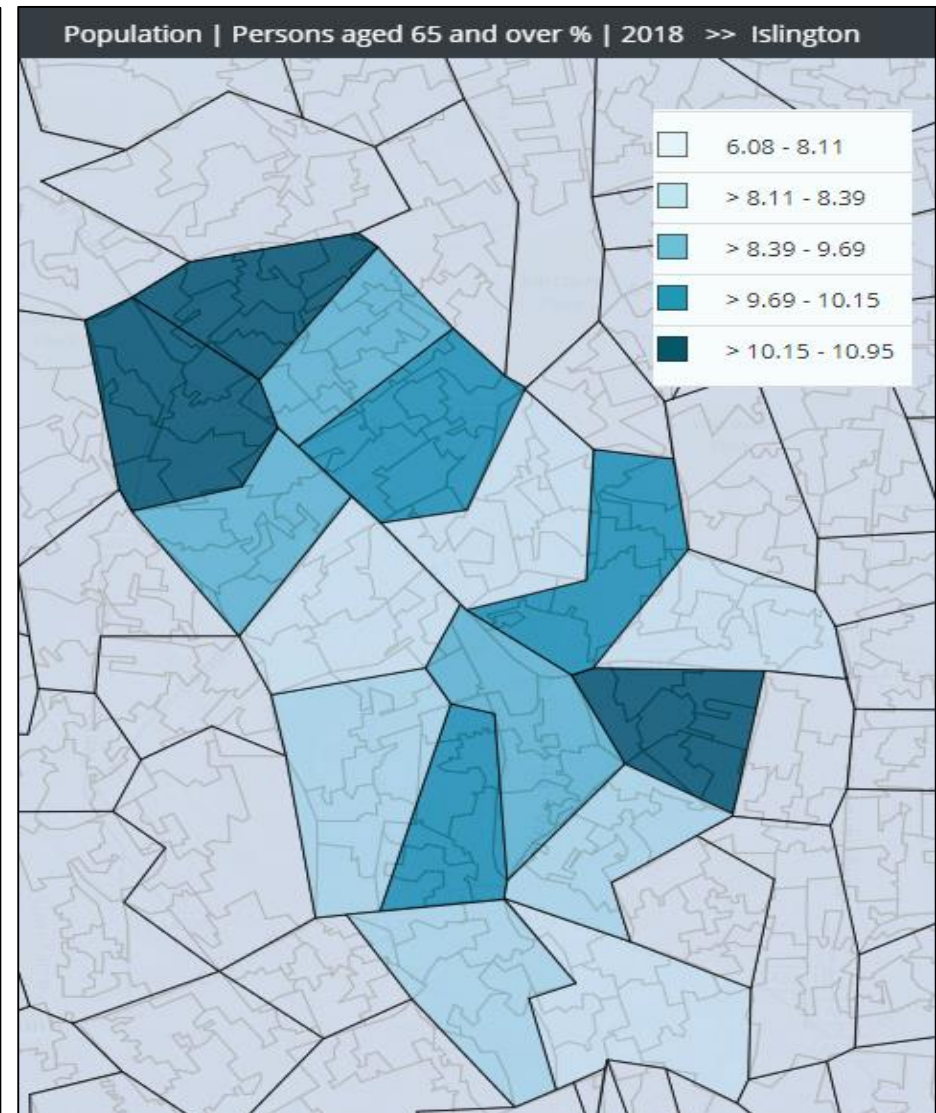 Population | Persons aged 65 and over % | 2018 >> Islington
6.08 - 8.11
> 8.11 - 8.39
> 8.39 - 9.69
> 9.69 - 10.15
> 10.15 - 10.95